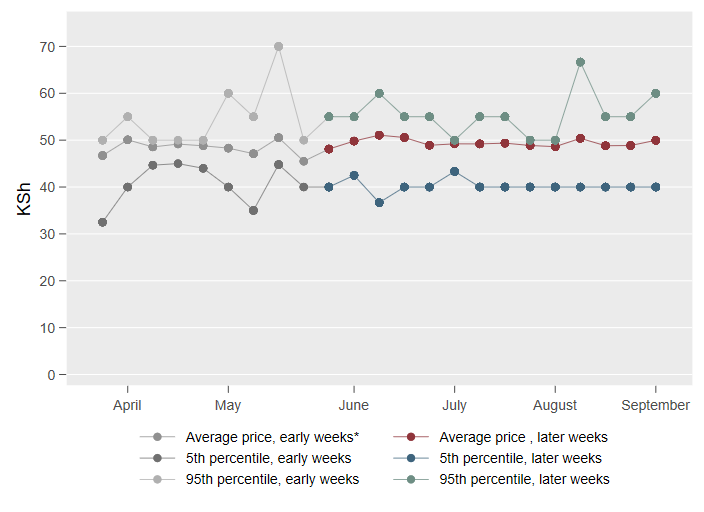 KSh
70
60
50
40
30
20
10
0
April May June July August September
Average price, early weeks* Average price , later weeks
5th percentile, early weeks 5th percentile, later weeks
95th percentile, early weeks 95th percentile, later weeks